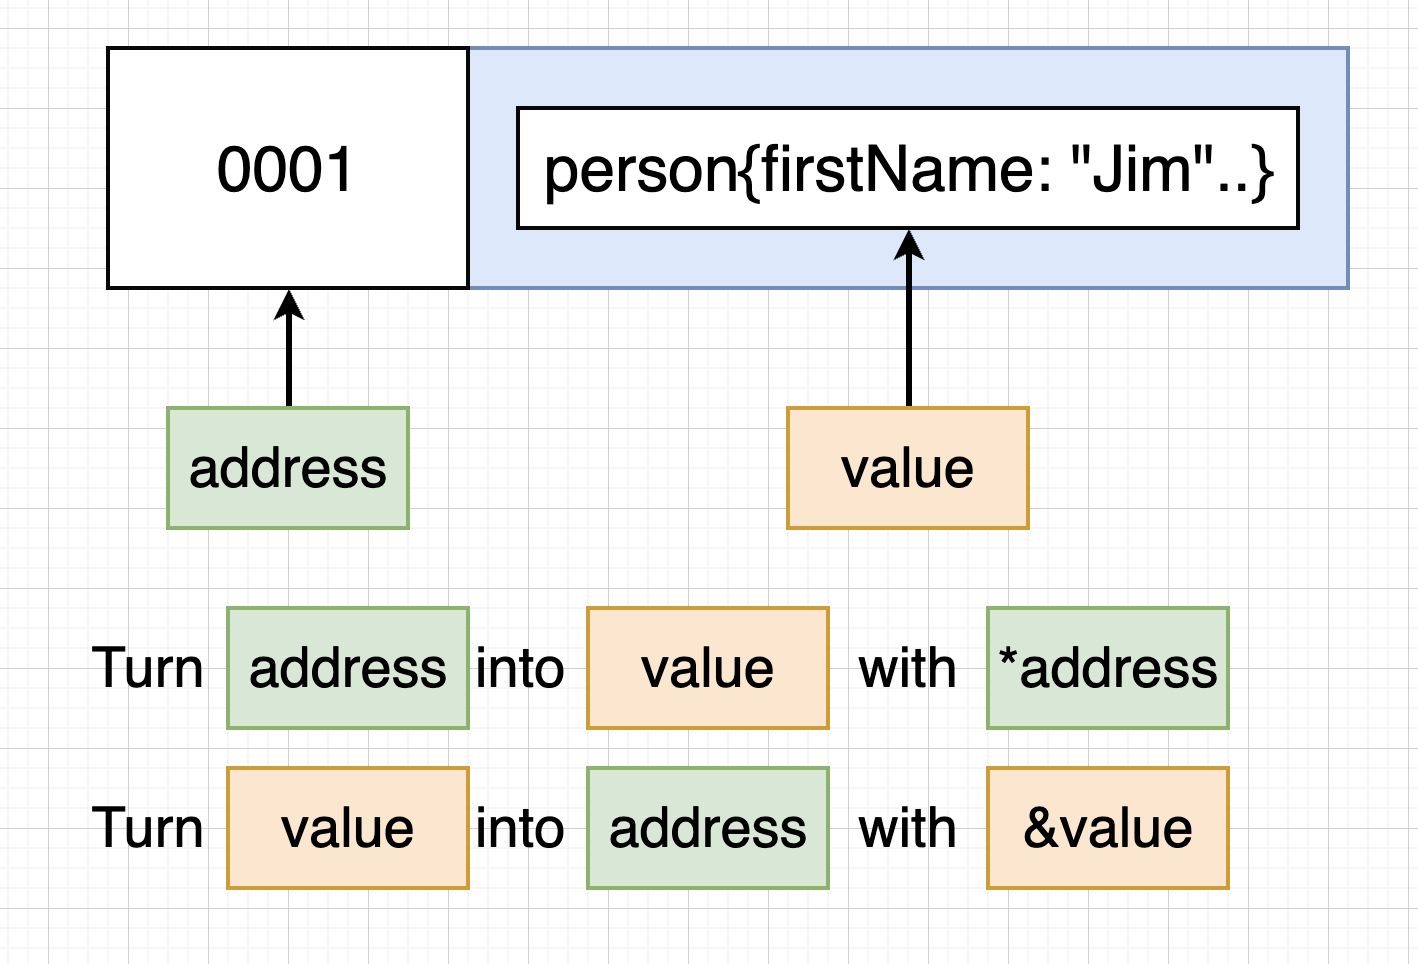 0001
person{firstName: "Jim"..}
address
value
Turn address into value with *address
Turn value into address with &value